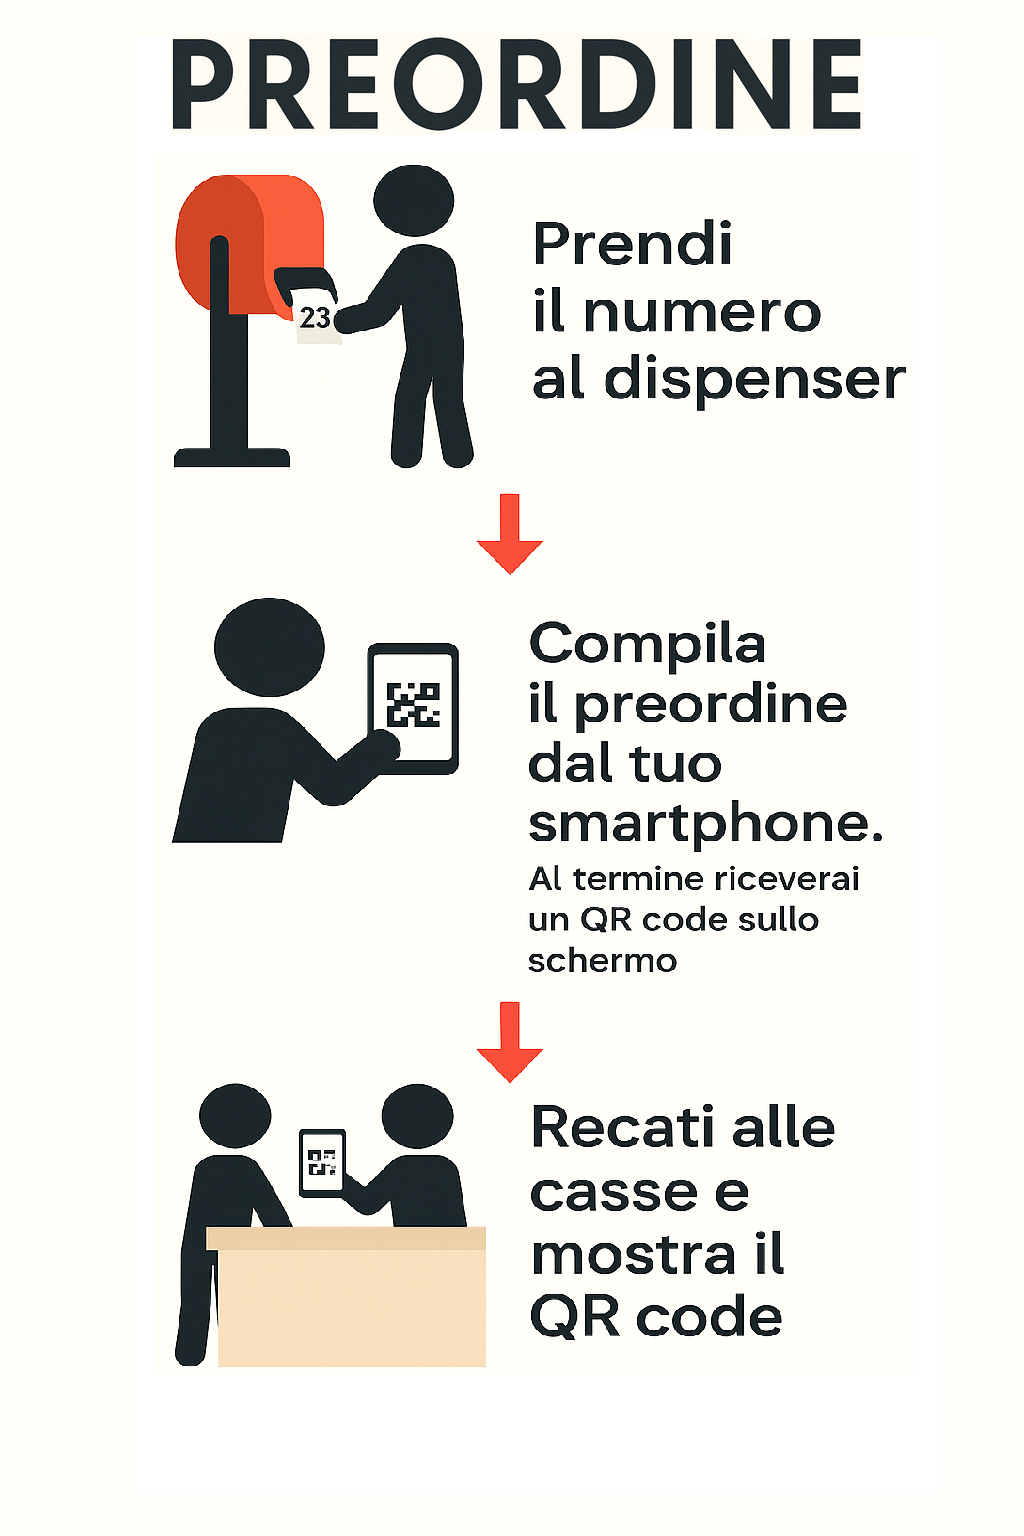 PREORDINE
Prendi
il numero
al dispenser
23
Compila
il preordine
dal tuo
smartphone.
Al termine riceverai
un QR code sullo
schermo
Recati alle
casse e
mostra il
QR code